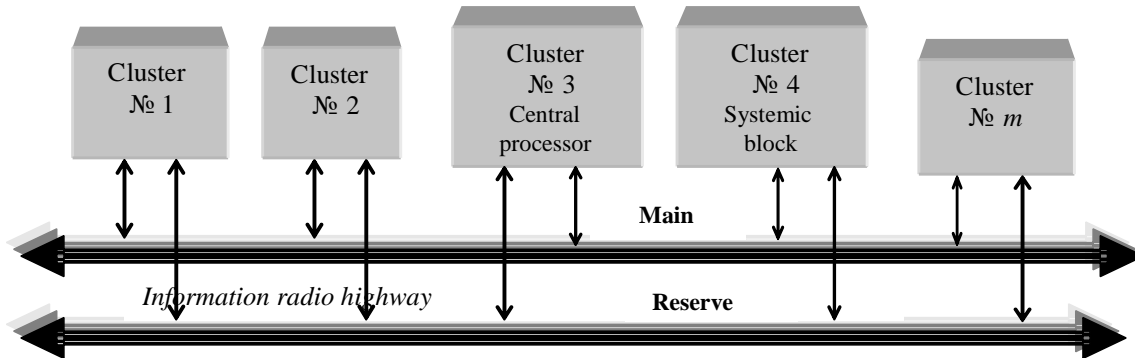 Cluster
№ 1
Cluster
№ 2
Cluster
№ 3
Central
processor
Cluster
№ 4
Systemic
block
Cluster
№ m
Main
Information radio highway
Reserve